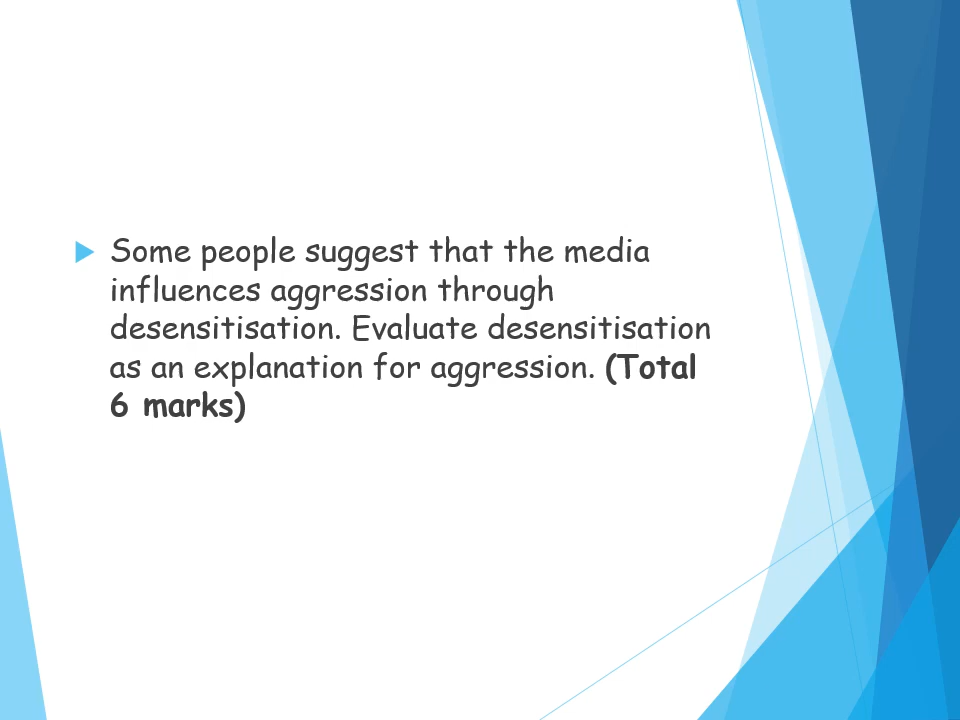 Some people suggest that the media
influences aggression through
desensitisation. Evaluate desensitisation
as an explanation for aggression. (Total
6 marks)